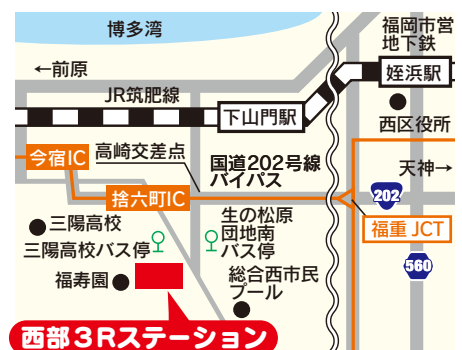 博多湾
福岡市営
地下鉄
←前原
姪浜駅
JR筑肥線
下山門駅
西区役所
今宿IC
高崎交差点
国道202号線
バイパス
天神→
捨六町IC
202
三陽高校
生の松原
団地南
バス停
福重JCT
三陽高校バス停
560
福寿園
総合西市民
プール
西部3Rステーション